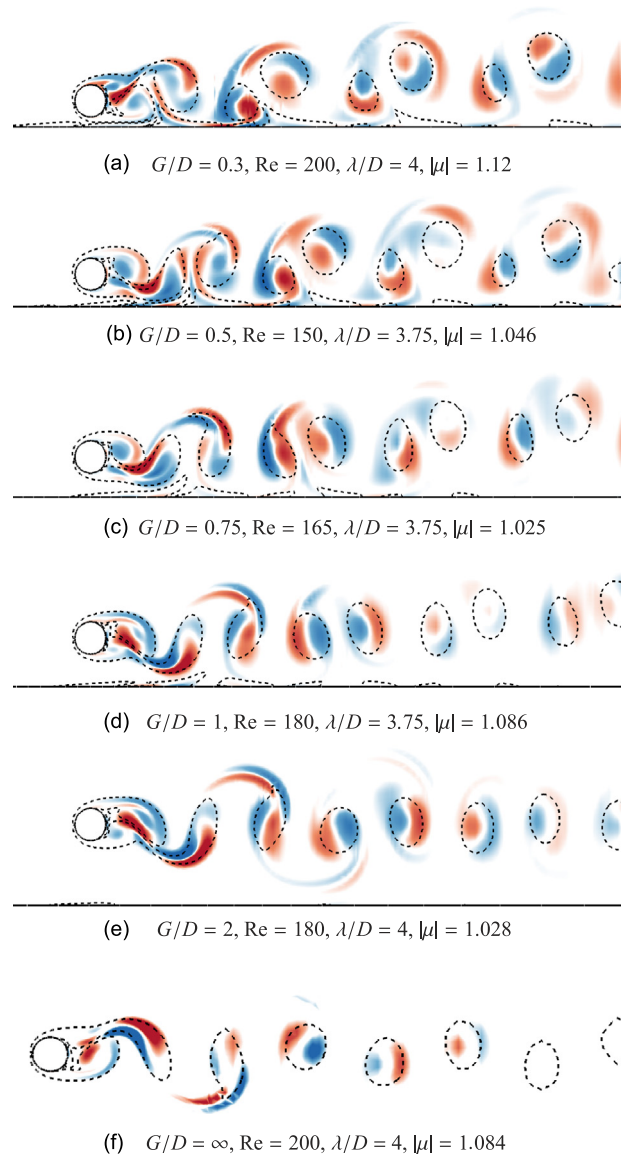 (a) G/D = 0.3, Re = 200, λ/D = 4, |μ| = 1.12
(b) G/D = 0.5, Re = 150, λ/D = 3.75, |μ| = 1.046
(c) G/D = 0.75, Re = 165, λ/D = 3.75, |μ| = 1.025
(d) G/D = 1, Re = 180, λ/D = 3.75, |μ| = 1.086
(e) G/D = 2, Re = 180, λ/D = 4, |μ| = 1.028
(f) G/D = ∞, Re = 200, λ/D = 4, |μ| = 1.084